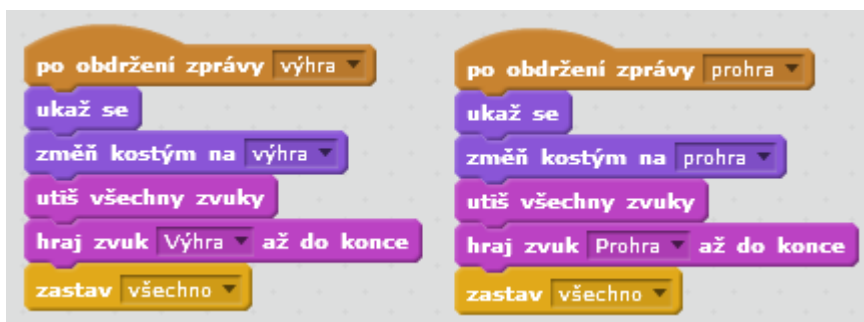 po obdržení zprávy výhra
ukaž se
změň kostým na výhra
utiš všechny zvuky
hraj zvuk Výhra až do konce
zastav všechno
po obdržení zprávy prohra
ukaž se
změň kostým na prohra
utiš všechny zvuky
hraj zvuk Prohra až do konce
zastav všechno